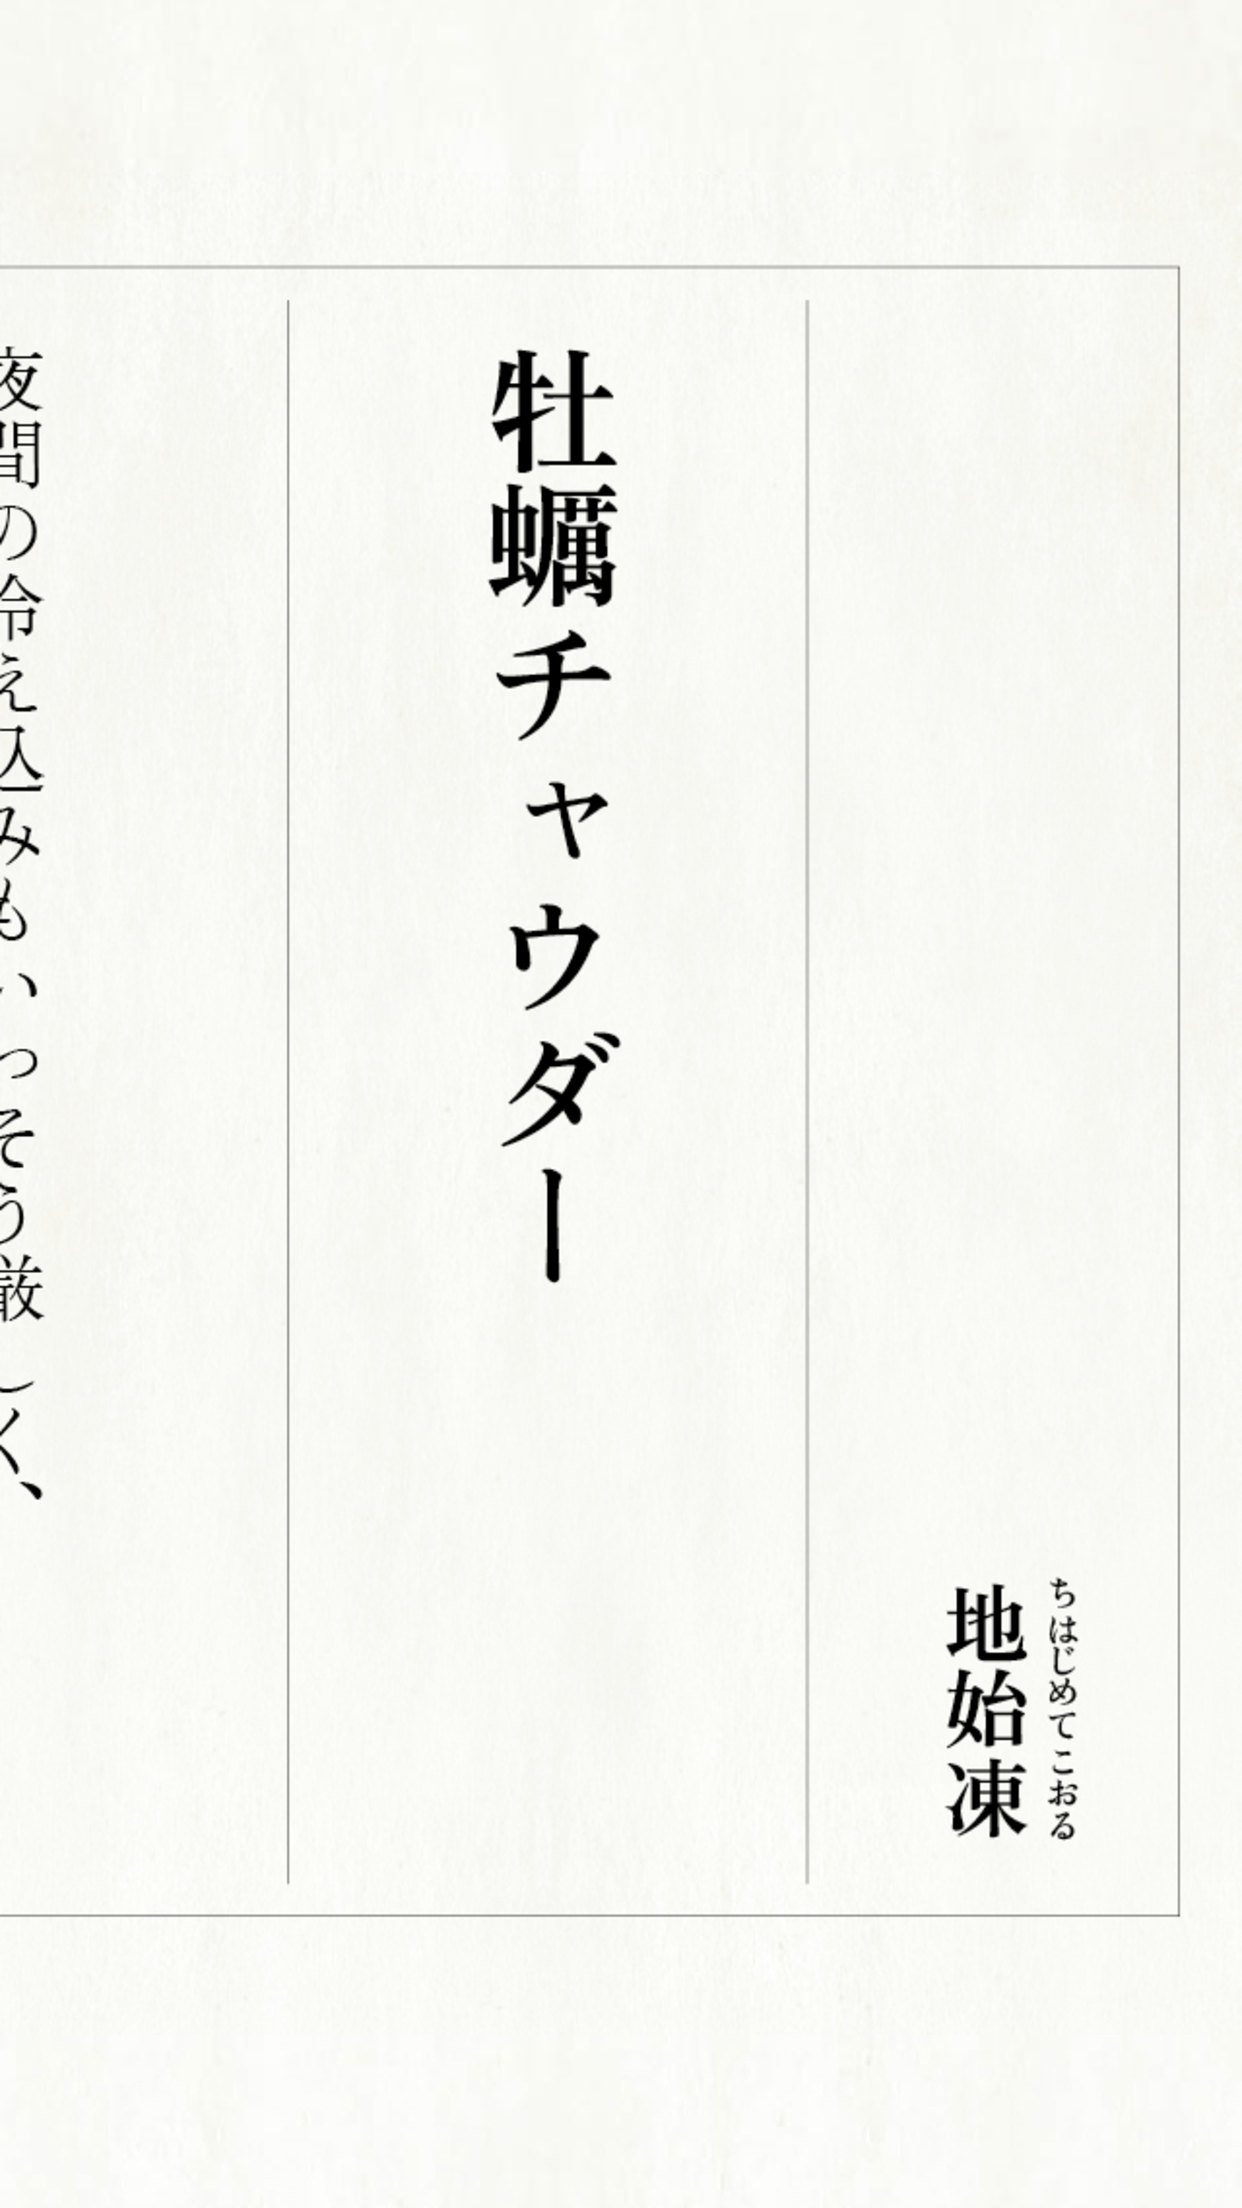 ちはじめてこおる
地始凍
牡蠣チャウダー
夜間の冷え込みもいっそう厳しく、